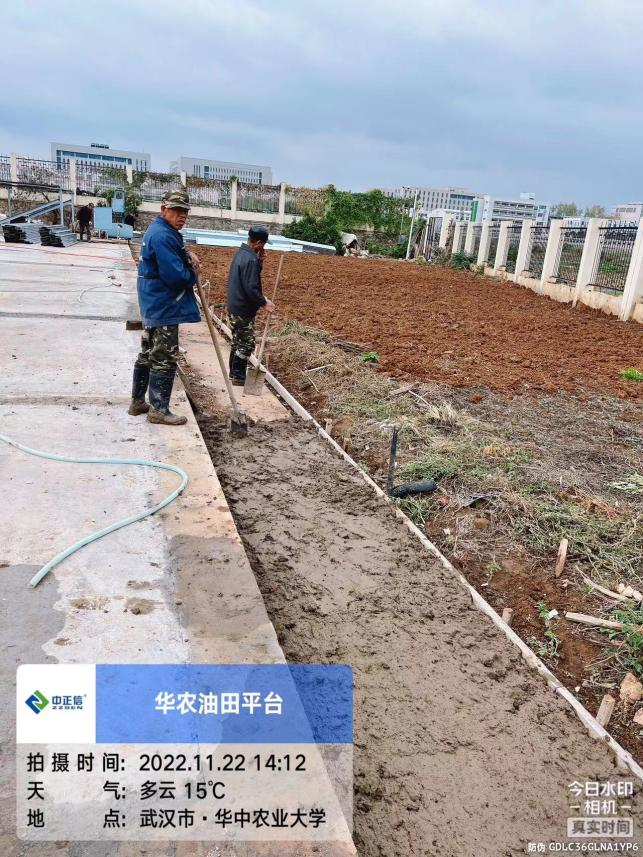 中正信®
ZZSEN
华农油田平台
拍摄时间: 2022.11.22 14:12
天 气: 多云 15℃
地 点: 武汉市·华中农业大学
今日水印
-相机-
真实时间
防伪 GDLC36GLNA1YP6